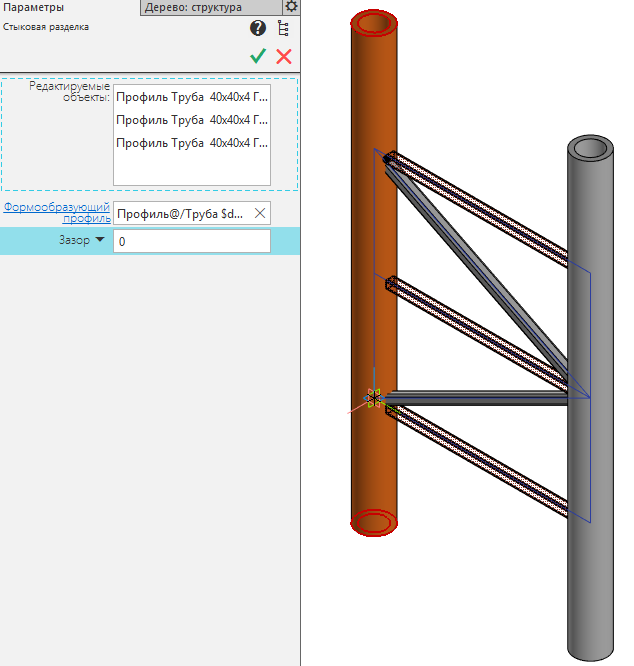 Параметры
Дерево: структура
Стыковая разделка
Редактируемые
объекты:
Профиль Труба 40x40x4 Г...
Профиль Труба 40x40x4 Г...
Профиль Труба 40x40x4 Г...
Формообразующий
профиль
Профиль@/Труба $d...
Зазор
0